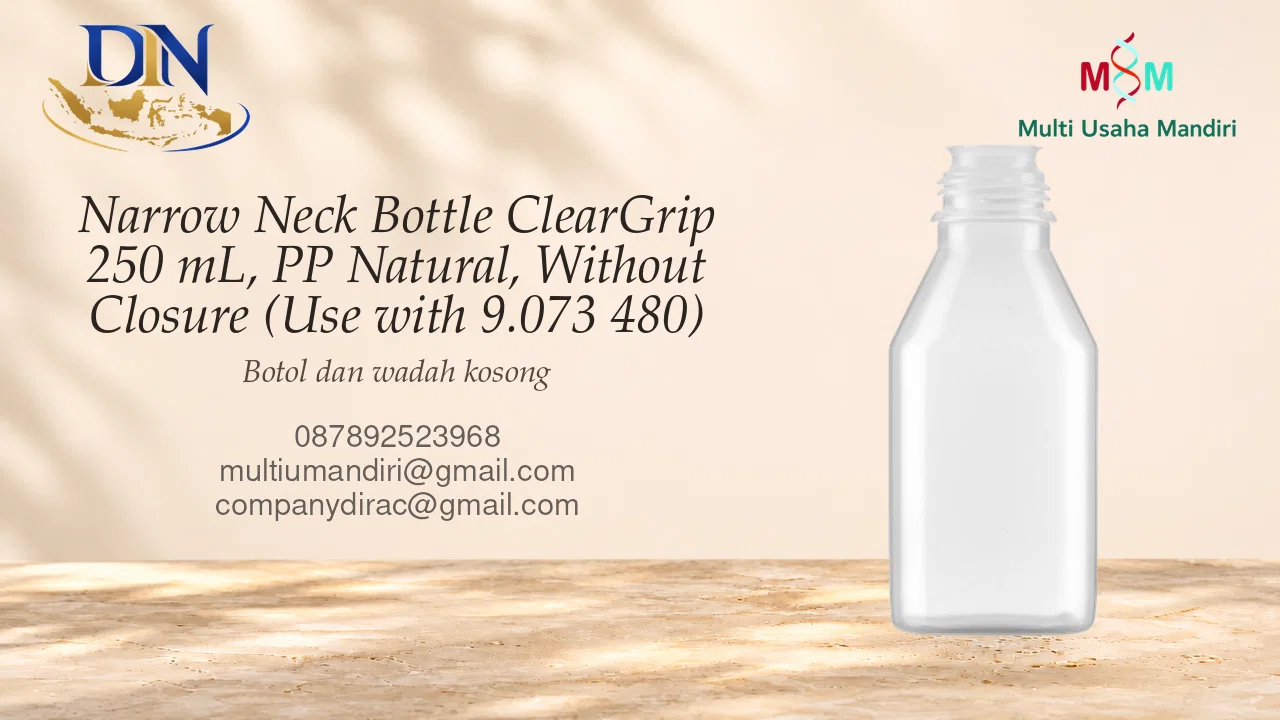 DIN
M M
Multi Usaha Mandiri
Narrow Neck Bottle ClearGrip
250 mL, PP Natural, Without
Closure (Use with 9.073 480)
Botol dan wadah kosong
087892523968
multiumandiri@gmail.com
companydirac@gmail.com